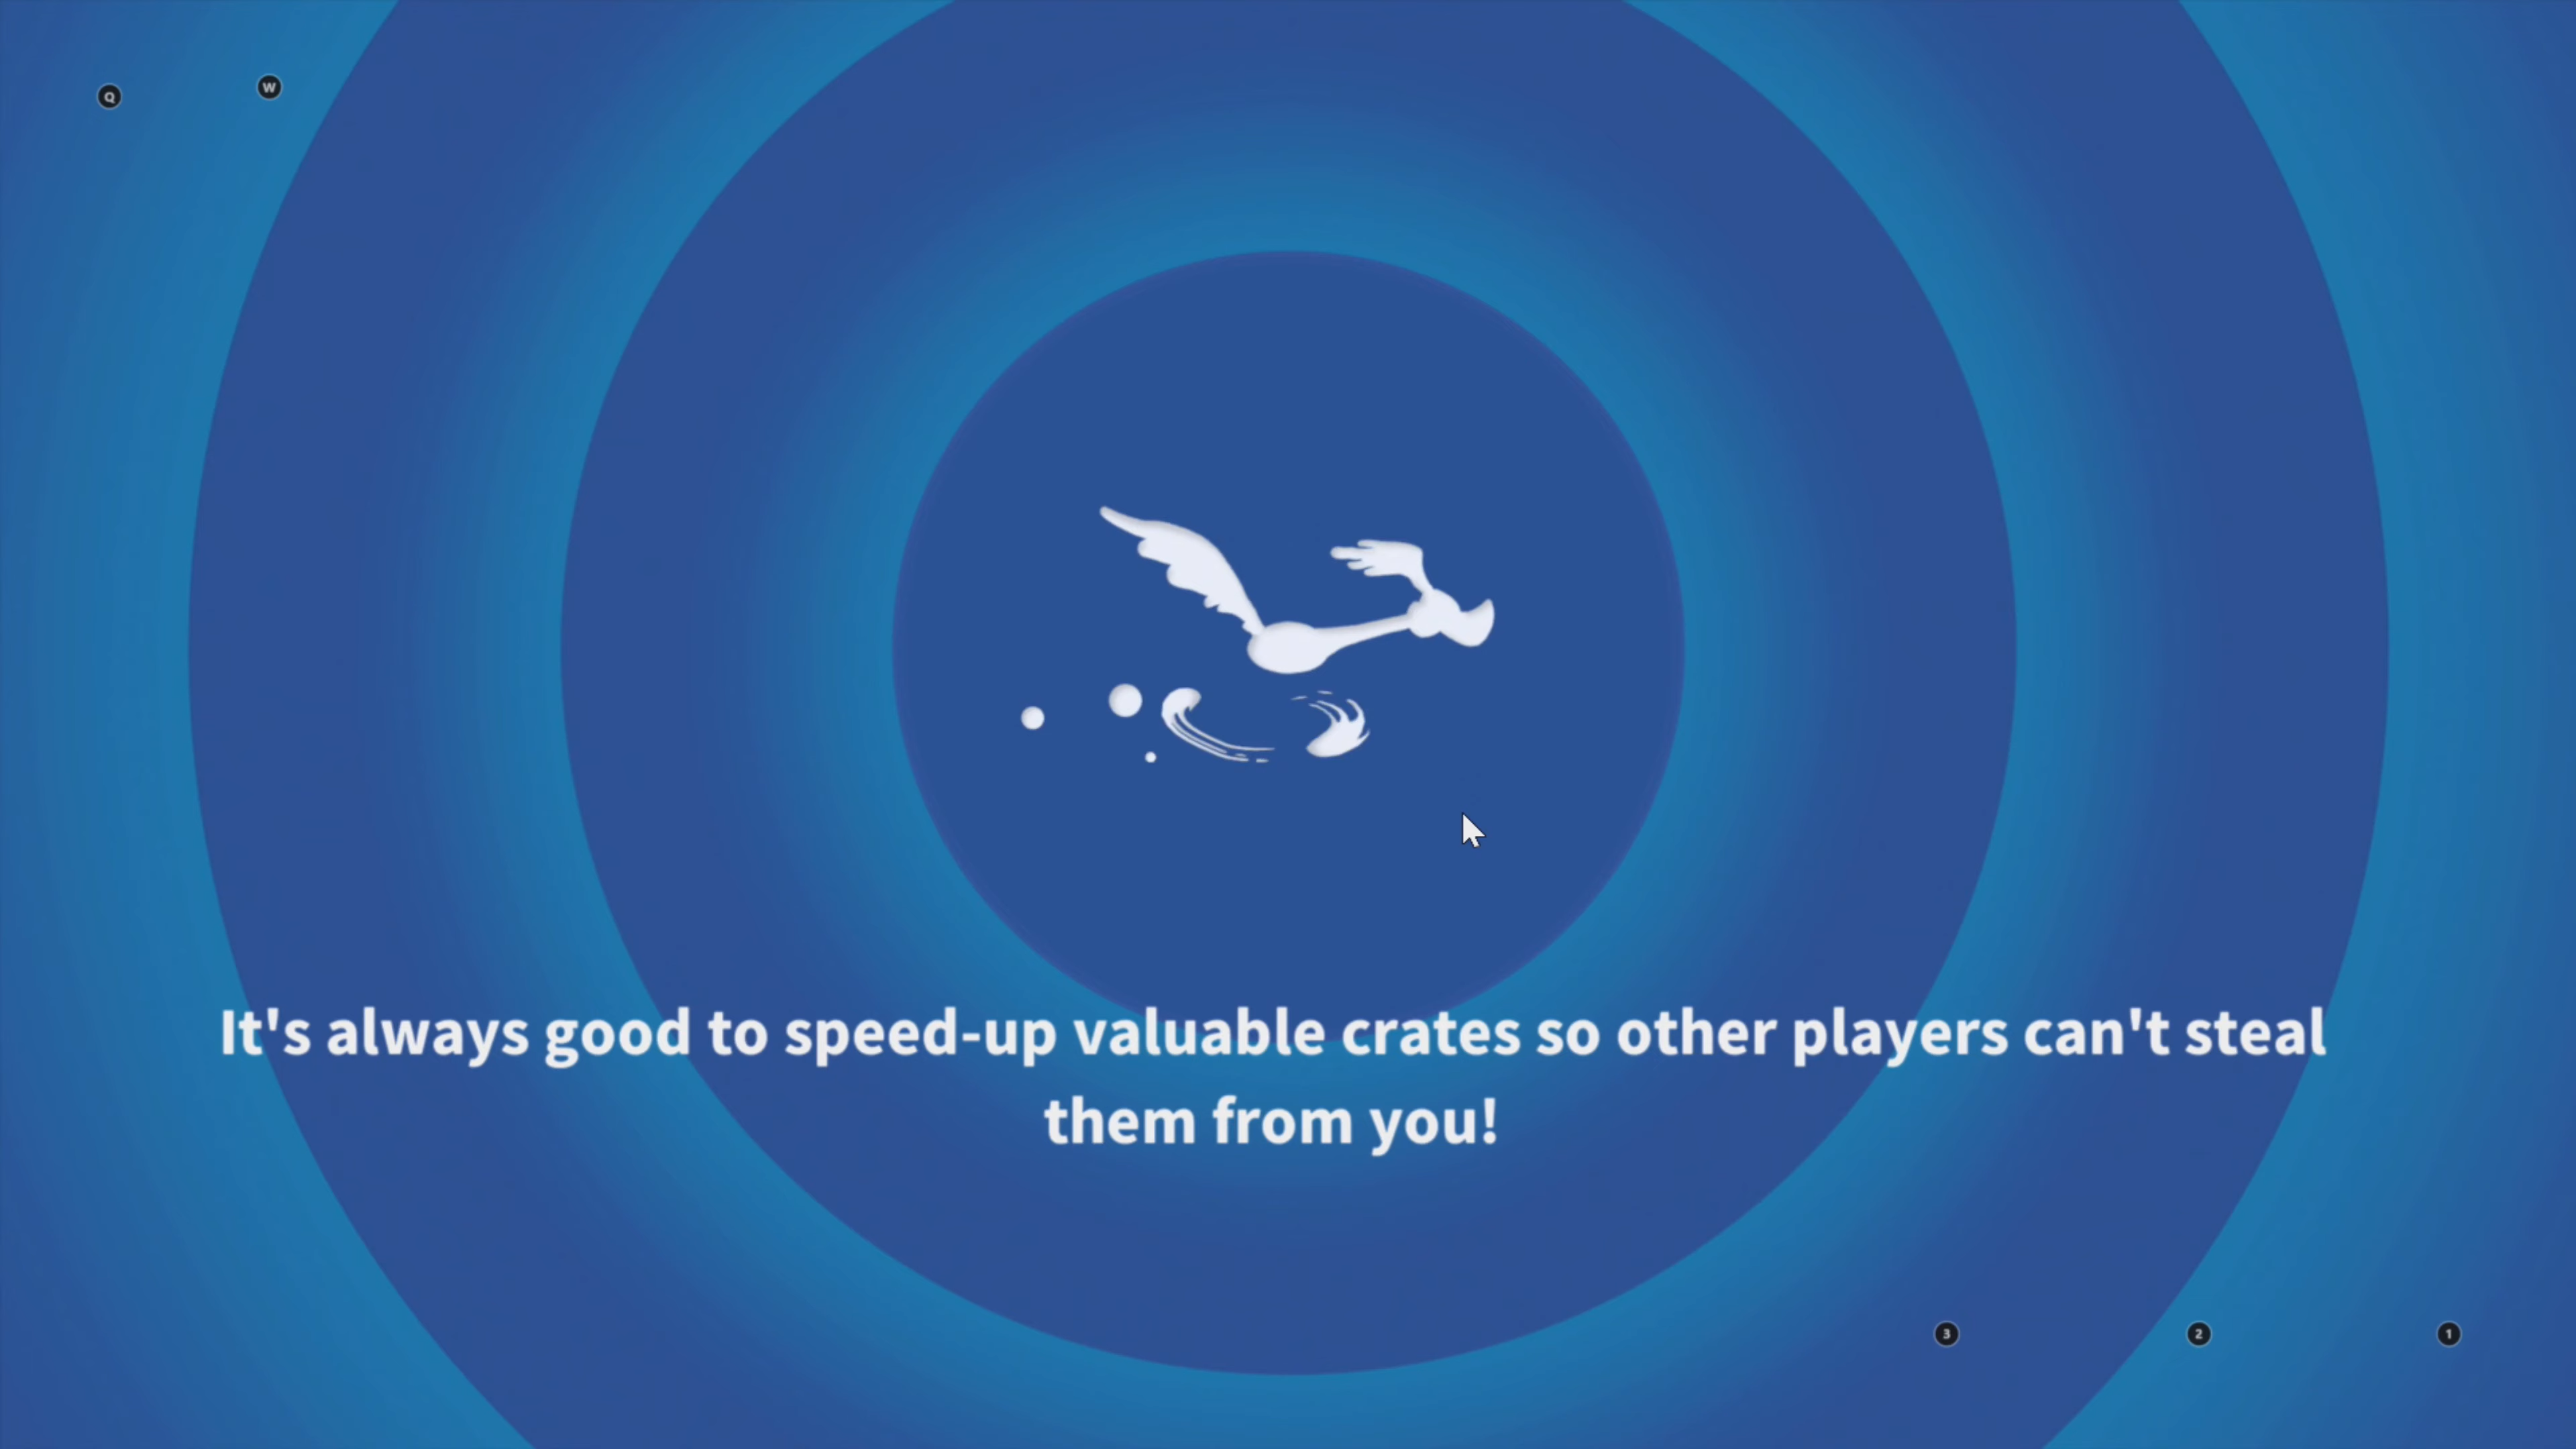 Q
W
It's always good to speed-up valuable crates so other players can't steal
them from you!
3
2
1